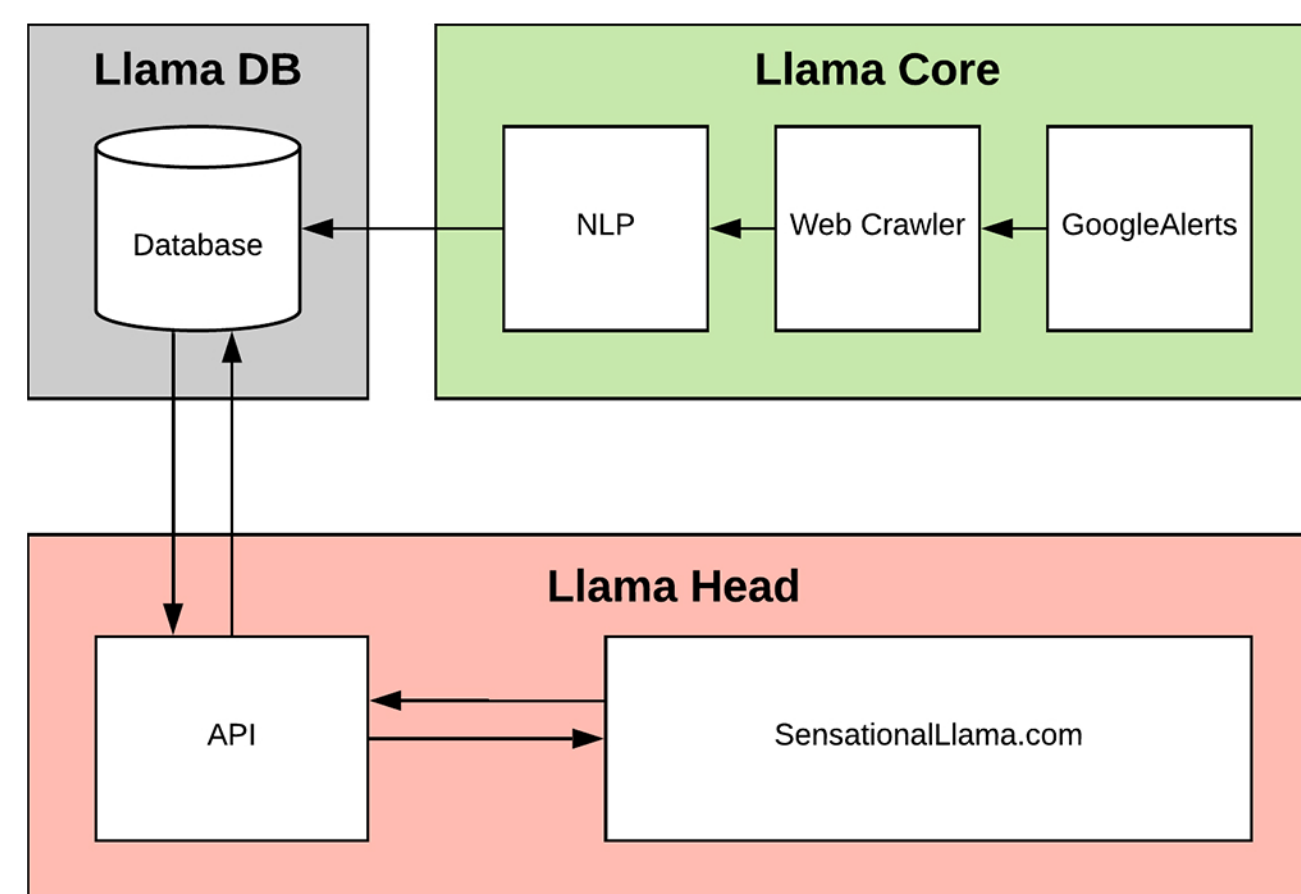 Llama DB
Database
Llama Core
NLP
Web Crawler
GoogleAlerts
Llama Head
API
SensationalLlama.com